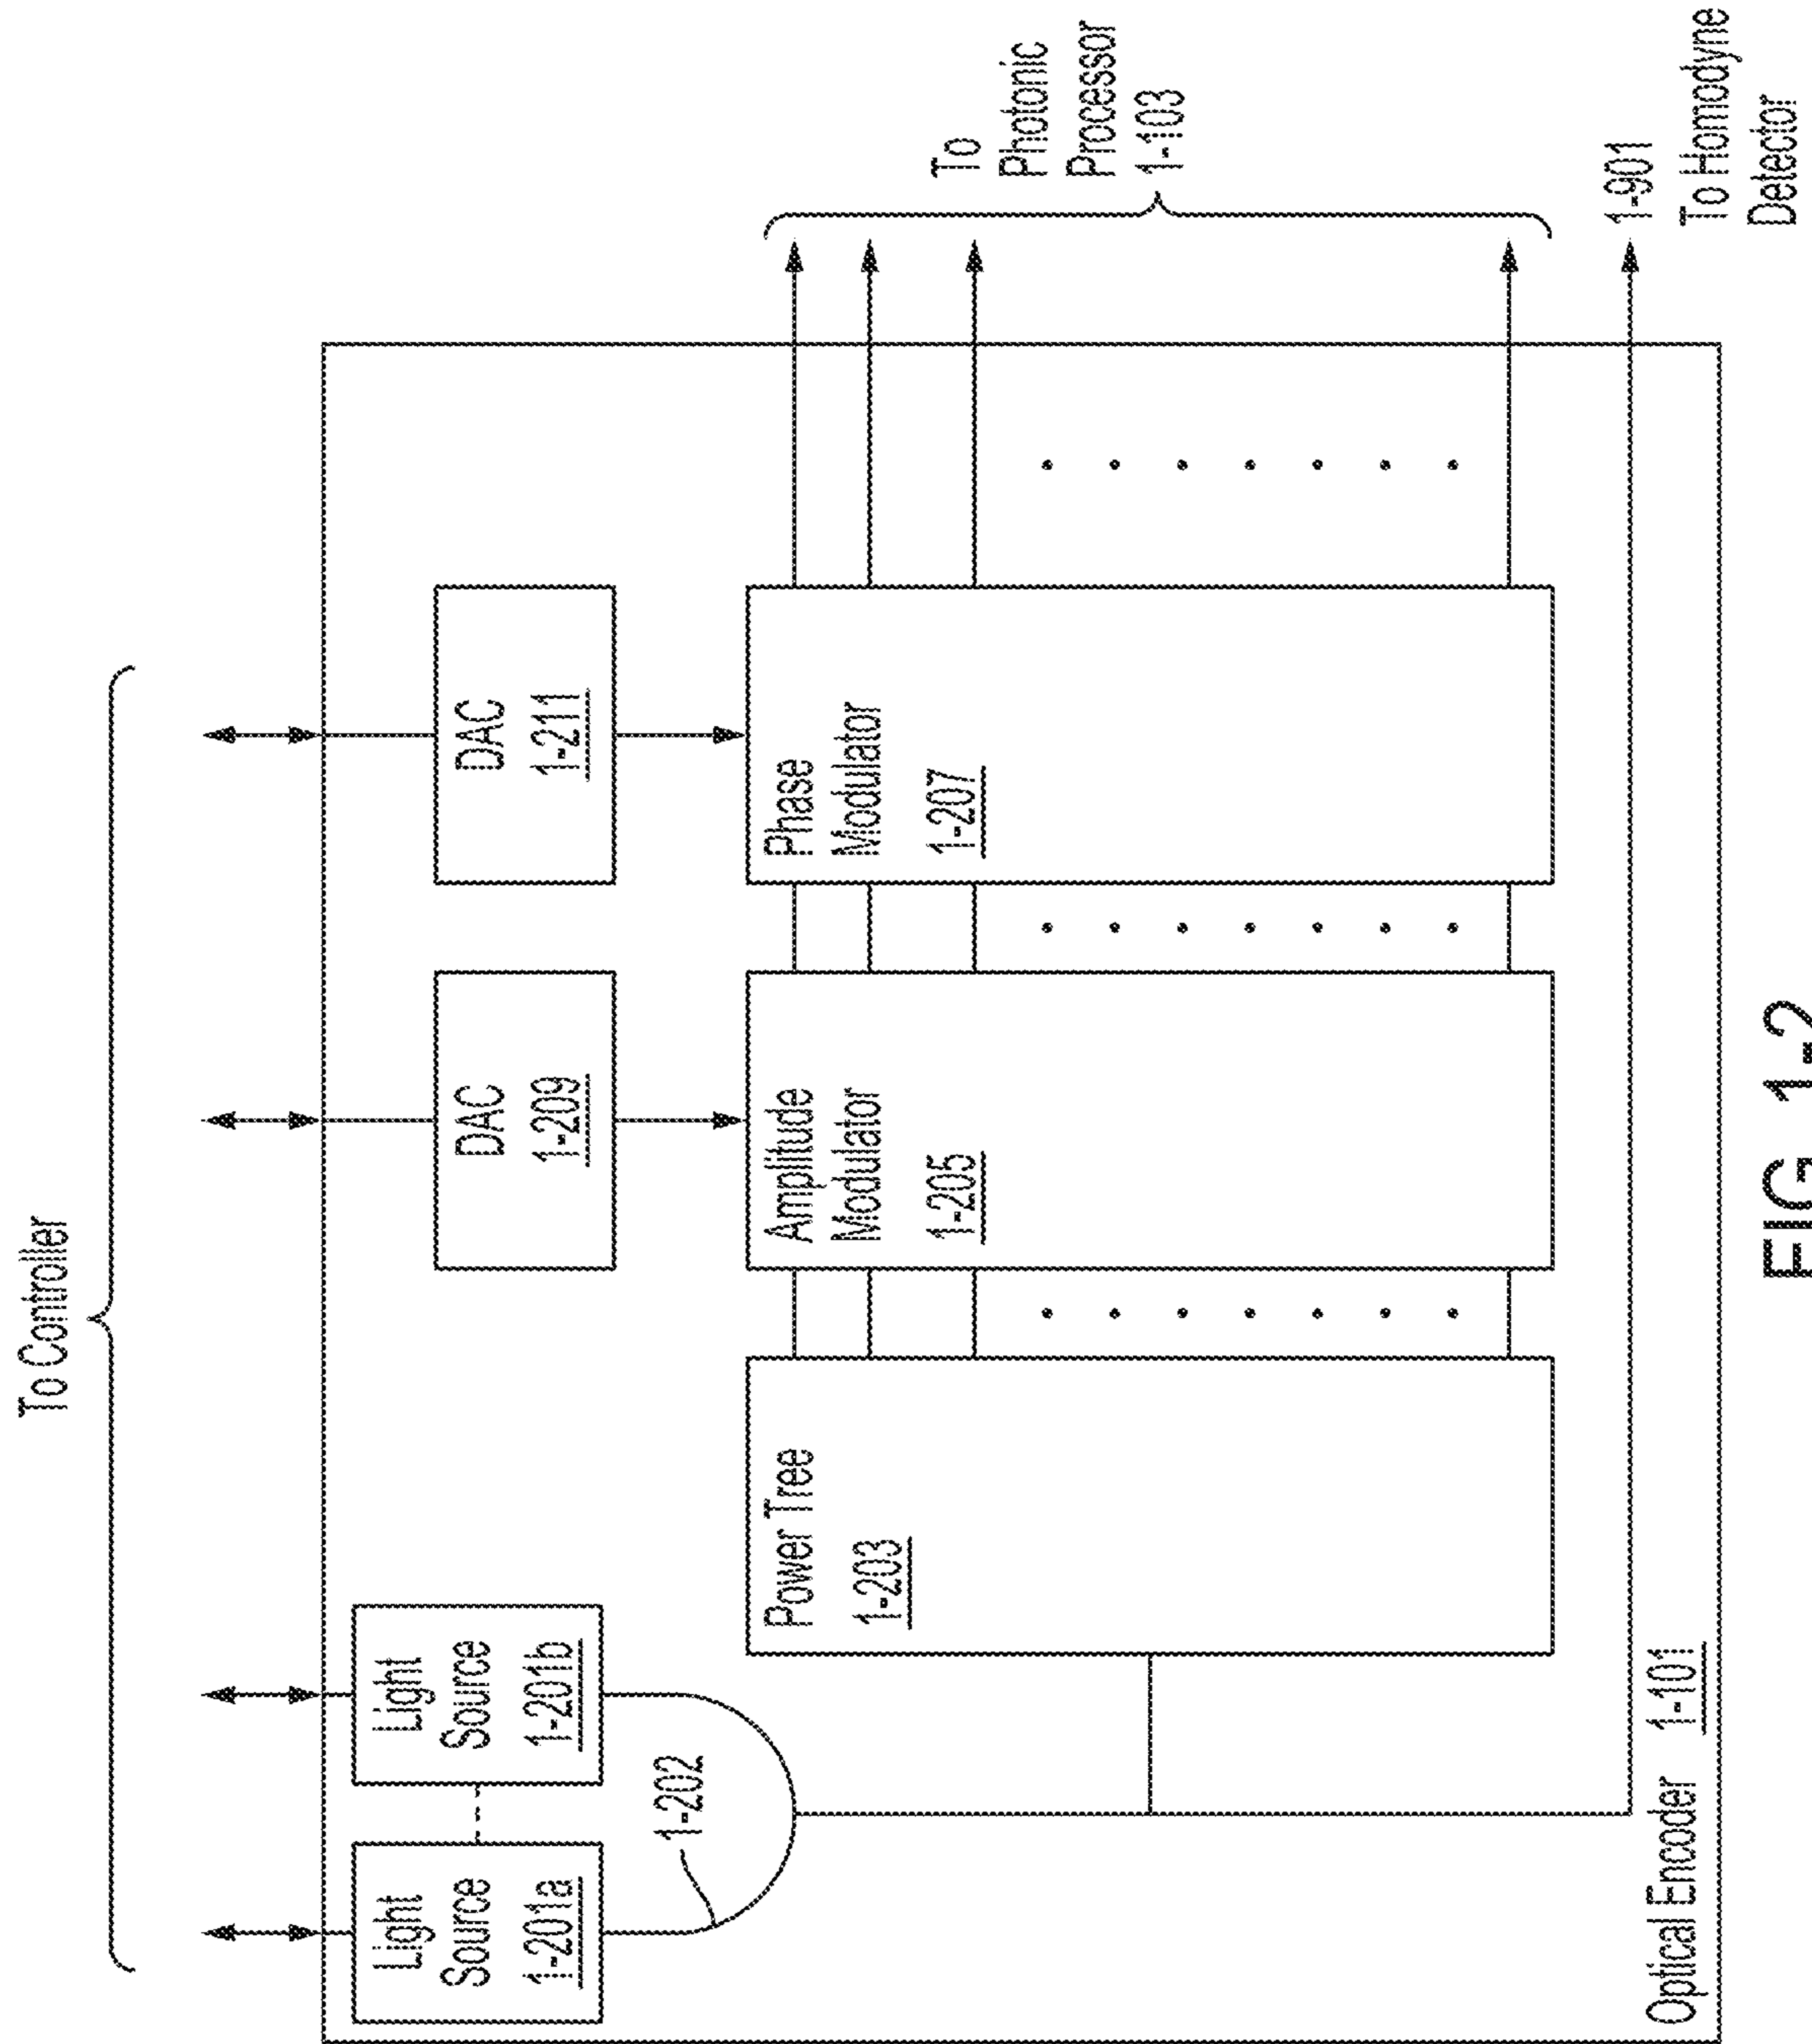 To Controller
Light
Source
1-201a
Light
Source
1-201b
1-202
DAC
1-209
DAC
1-211
Power Tree
1-203
Amplitude
Modulator
1-205
Phase
Modulator
1-207
To
Photonic
Processor
1-103
1-901
To Homodyne
Detector
Optical Encoder 1-101
FIG. 1-2